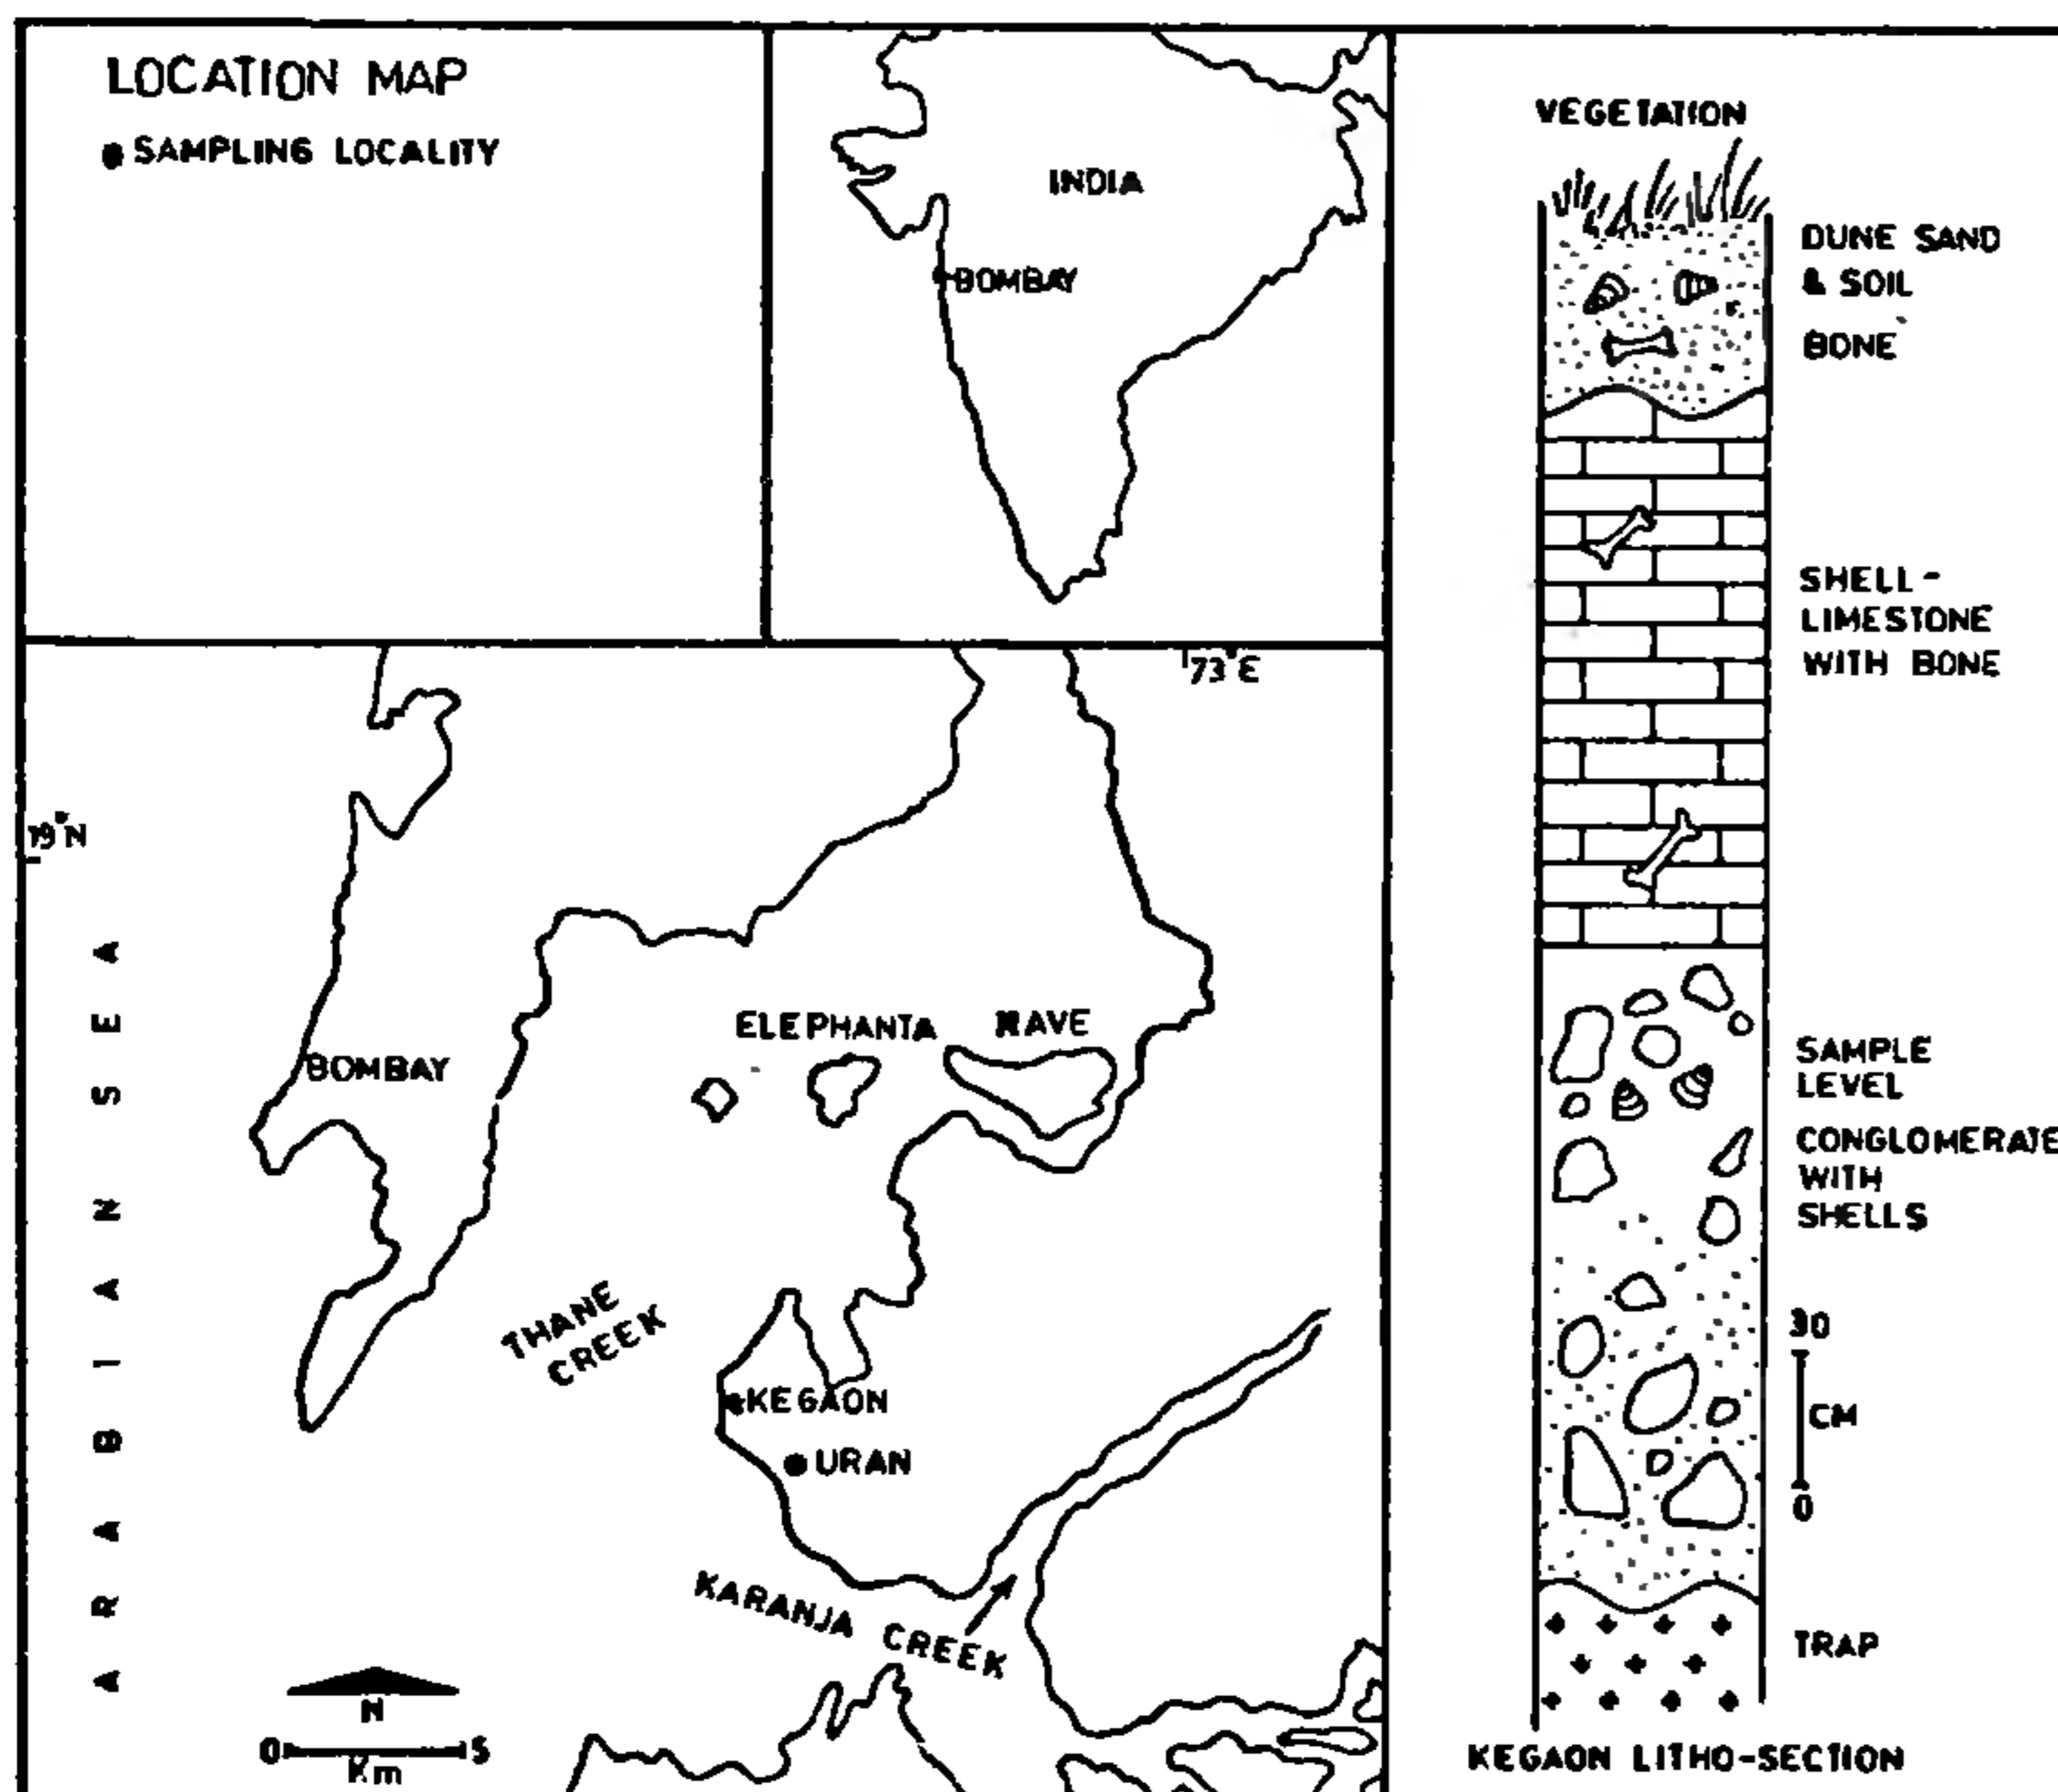 LOCATION MAP
SAMPLING LOCALITY
INDIA
BOMBAY
73°E
19°N
ARABIAN SEA
BOMBAY
ELEPHANTA
NAVE
THANE
CREEK
KEGAON
URAN
KARANJA
CREEK
N
0 5
Km
VEGETATION
DUNE SAND
& SOIL
BONE
SHELL-
LIMESTONE
WITH BONE
SAMPLE
LEVEL
CONGLOMERATE
WITH
SHELLS
30
CM
0
TRAP
KEGAON LITHO-SECTION